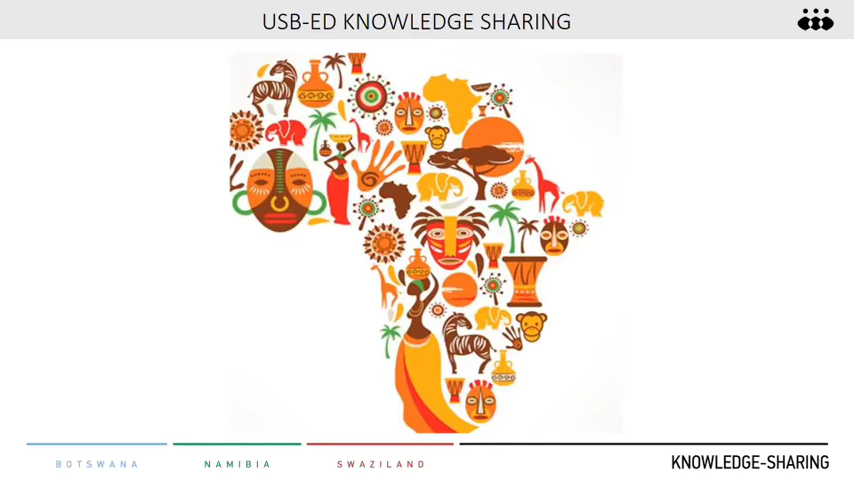 USB-ED KNOWLEDGE SHARING
BOTSWANA
NAMIBIA
SWAZILAND
KNOWLEDGE-SHARING